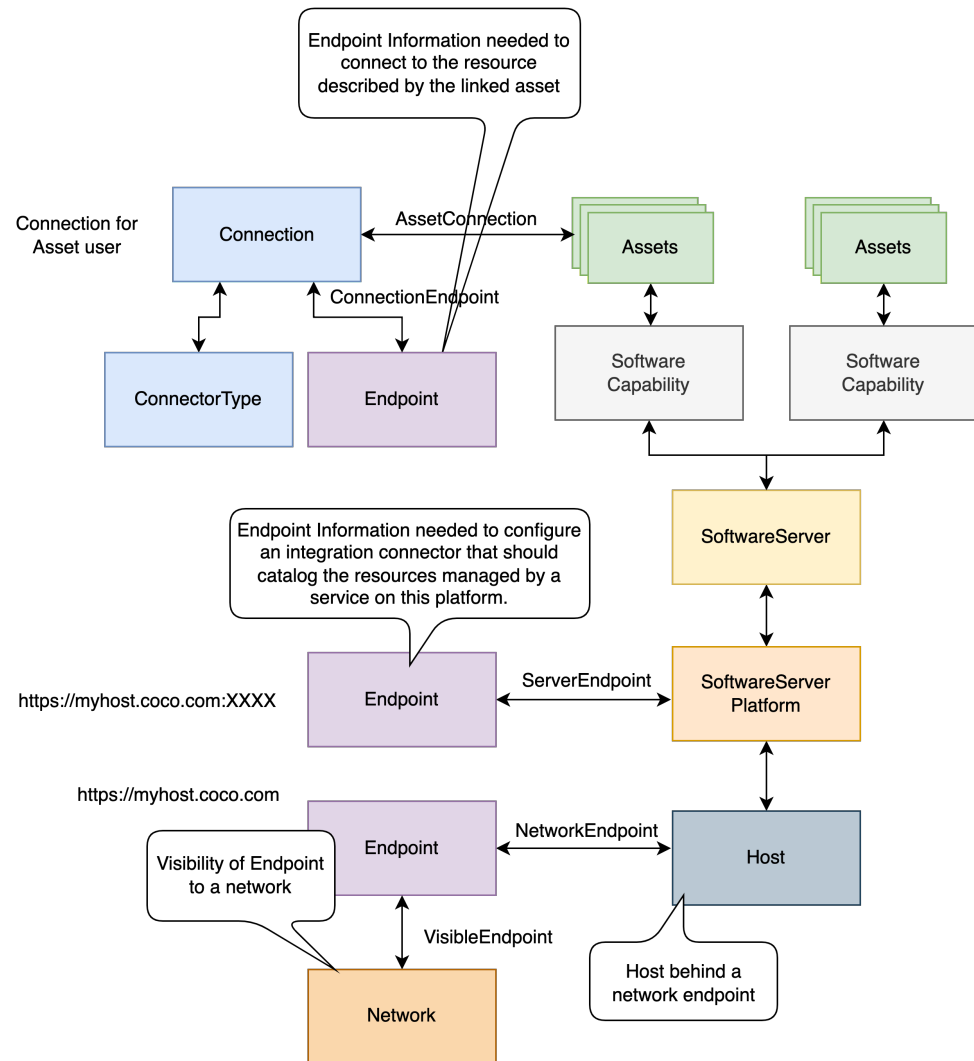 Endpoint Information needed to
connect to the resource
described by the linked asset
Connection for
Asset user
Connection
AssetConnection
Assets
Assets
ConnectionEndpoint
ConnectorType
Endpoint
Software
Capability
Software
Capability
Endpoint Information needed to configure
an integration connector that should
catalog the resources managed by a
service on this platform.
SoftwareServer
https://myhost.coco.com:XXXX
Endpoint
ServerEndpoint
SoftwareServer
Platform
https://myhost.coco.com
Endpoint
NetworkEndpoint
Host
Visibility of Endpoint
to a network
VisibleEndpoint
Host behind a
network endpoint
Network